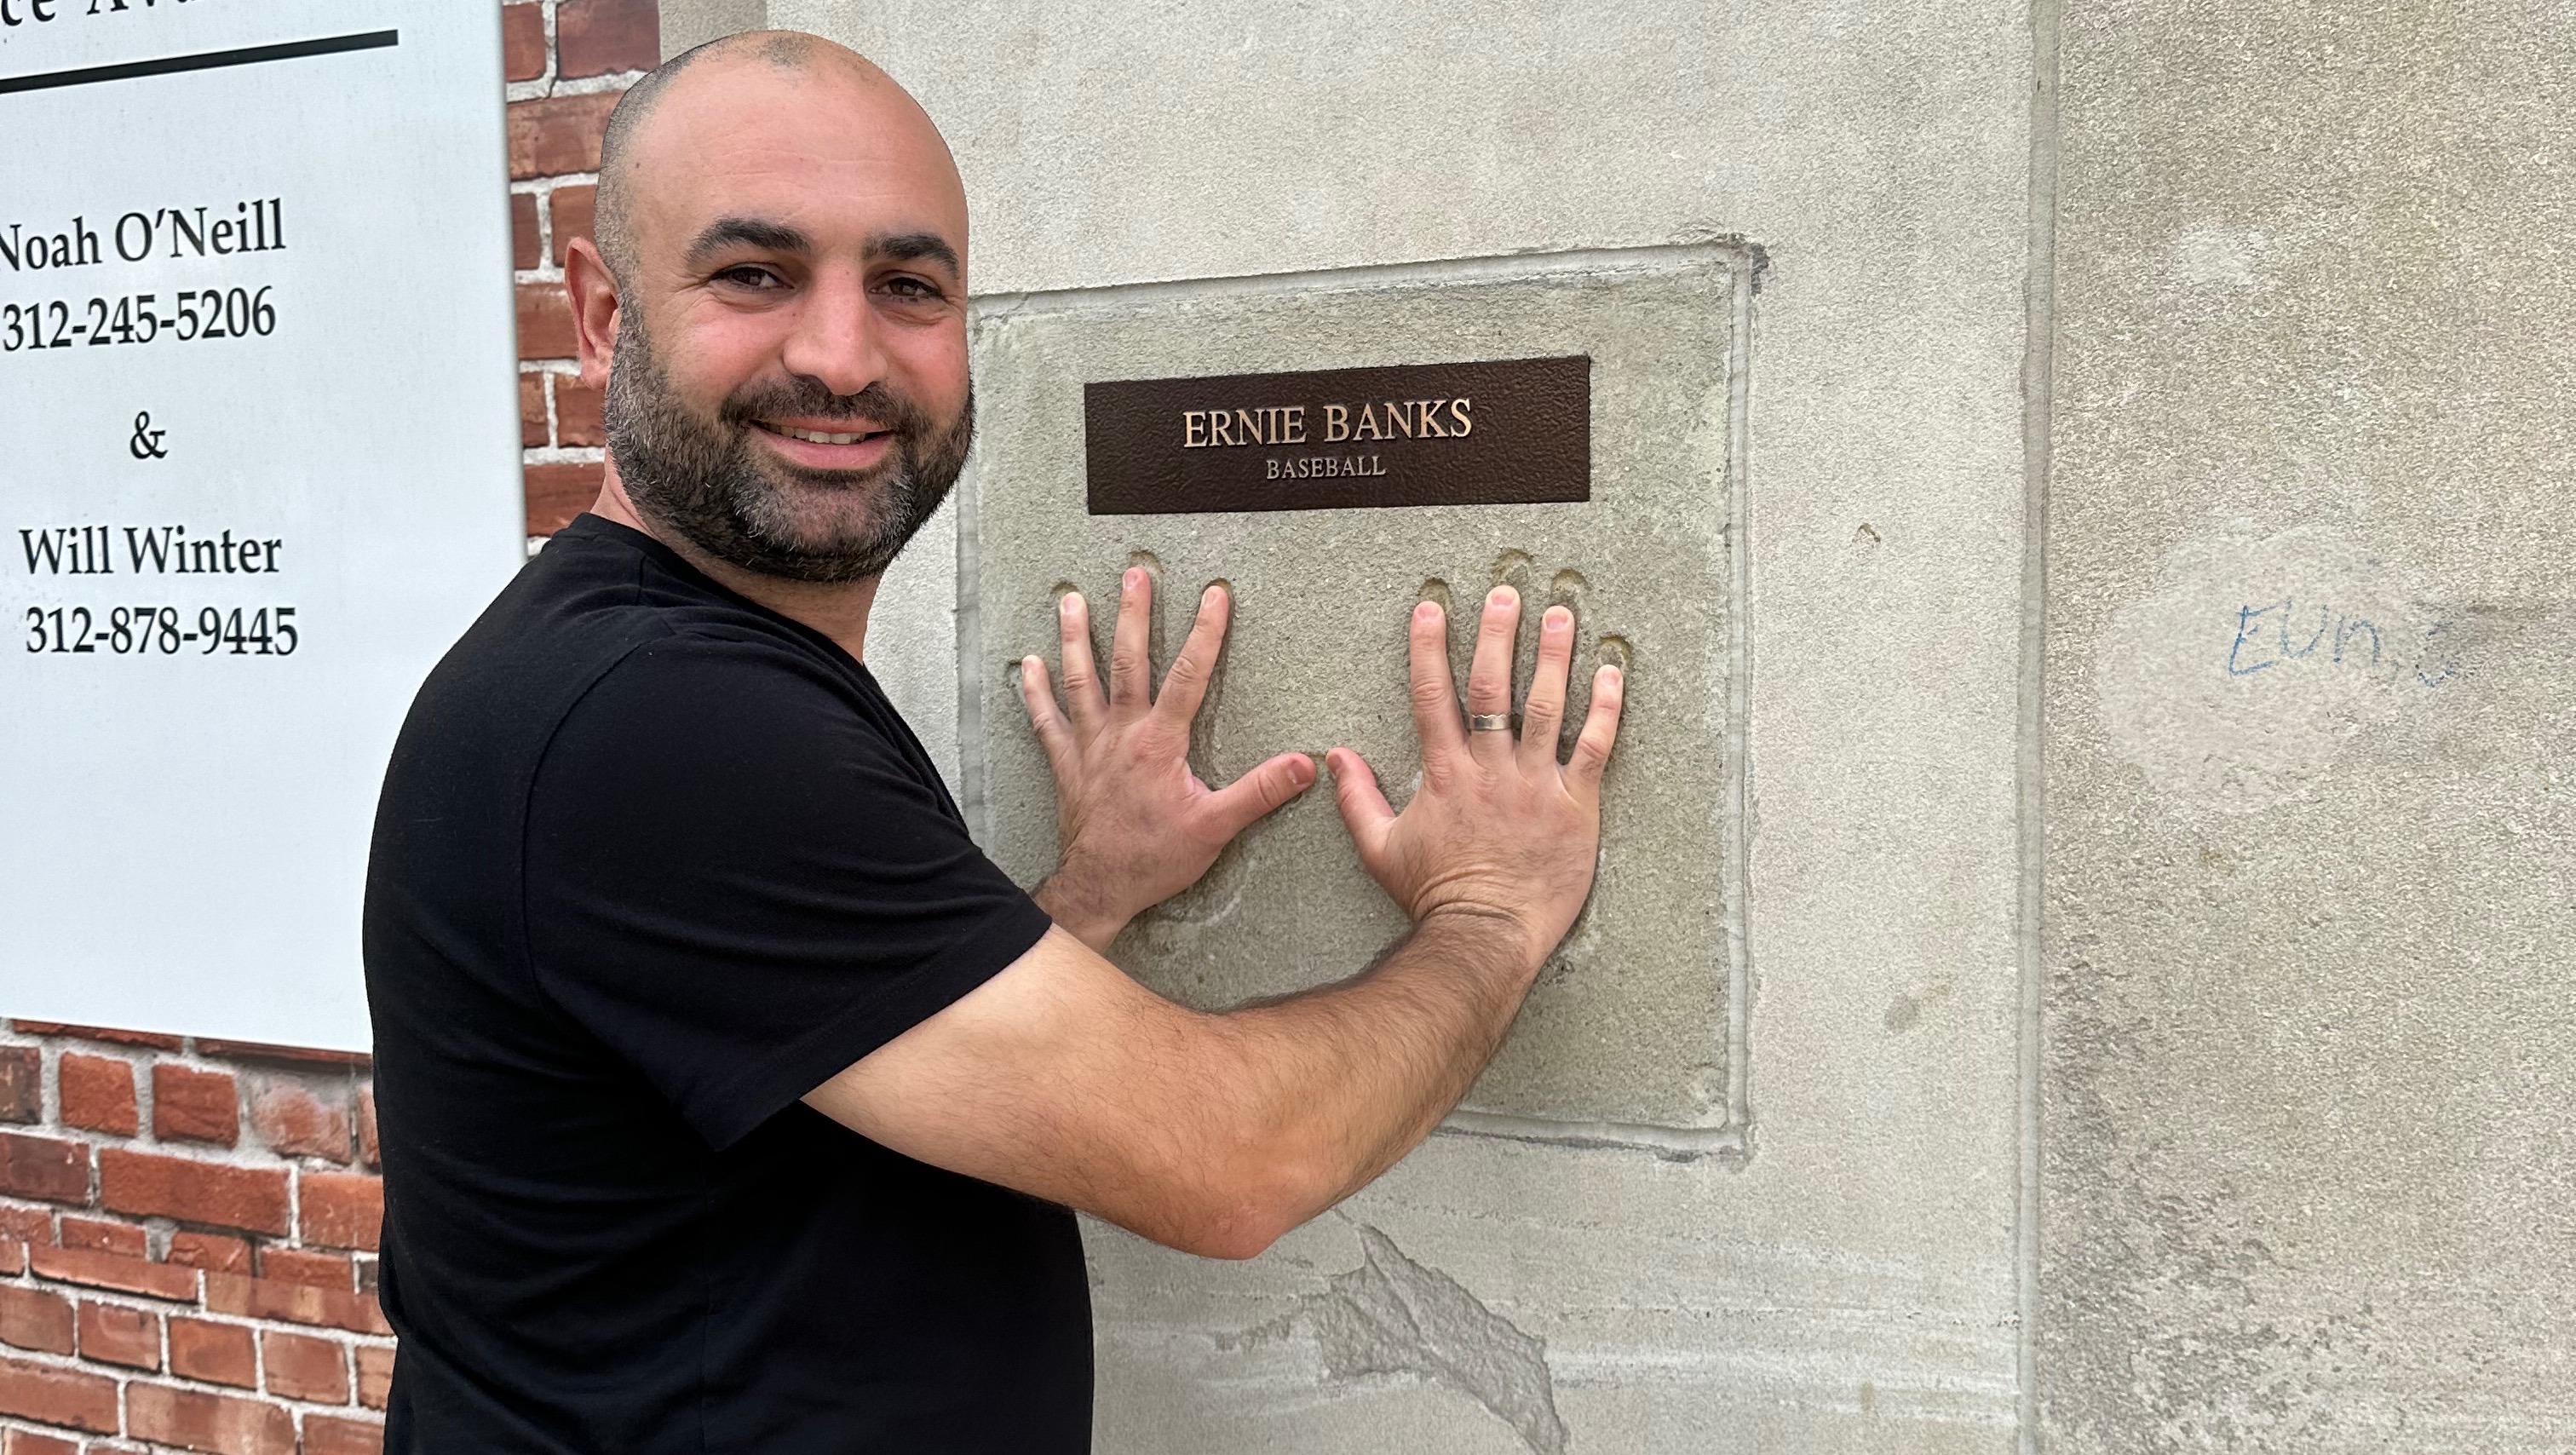 Noah O'Neill
312-245-5206
&
Will Winter
312-878-9445
ERNIE BANKS
BASEBALL